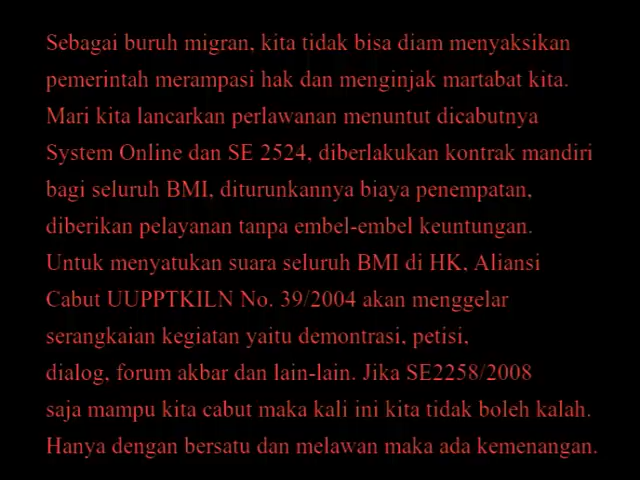 Sebagai buruh migran, kita tidak bisa diam menyaksikan
pemerintah merampasi hak dan menginjak martabat kita.
Mari kita lancarkan perlawanan menuntut dicabutnya
System Online dan SE 2524, diberlakukan kontrak mandiri
bagi seluruh BMI, diturunkannya biaya penempatan,
diberikan pelayanan tanpa embel-embel keuntungan.
Untuk menyatukan suara seluruh BMI di HK, Aliansi
Cabut UUPPTKILN No. 39/2004 akan menggelar
serangkaian kegiatan yaitu demontrasi, petisi,
dialog, forum akbar dan lain-lain. Jika SE2258/2008
saja mampu kita cabut maka kali ini kita tidak boleh kalah.
Hanya dengan bersatu dan melawan maka ada kemenangan.